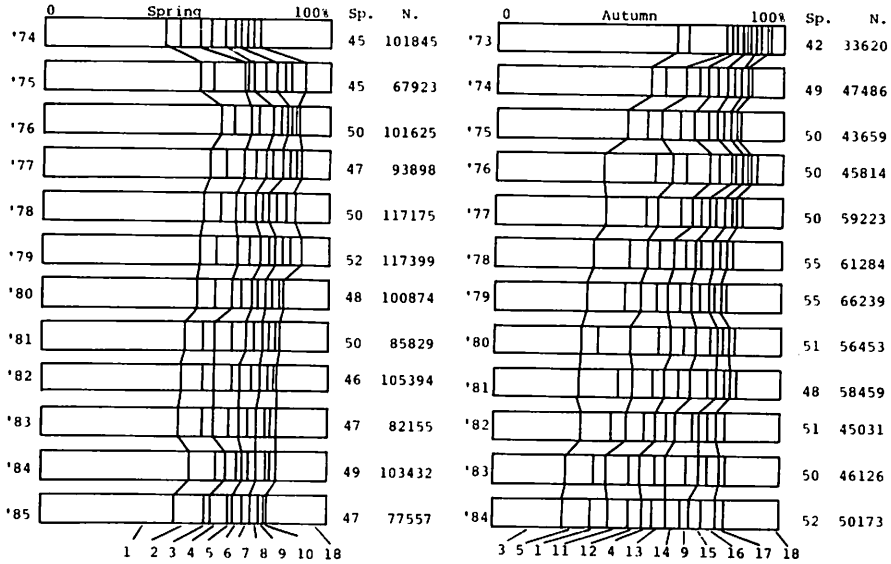 0 Spring 100% Sp. N.
'74 45 101845
'75 45 67923
'76 50 101625
'77 47 93898
'78 50 117175
'79 52 117399
'80 48 100874
'81 50 85829
'82 46 105394
'83 47 82155
'84 49 103432
'85 47 77557
1 2 3 4 5 6 7 8 9 10 18
0 Autumn 100% Sp. N.
'73 42 33620
'74 49 47486
'75 50 43659
'76 50 45814
'77 50 59223
'78 55 61284
'79 55 66239
'80 51 56453
'81 48 58459
'82 51 45031
'83 50 46126
'84 52 50173
3 5 1 11 12 4 13 14 9 15 16 17 18